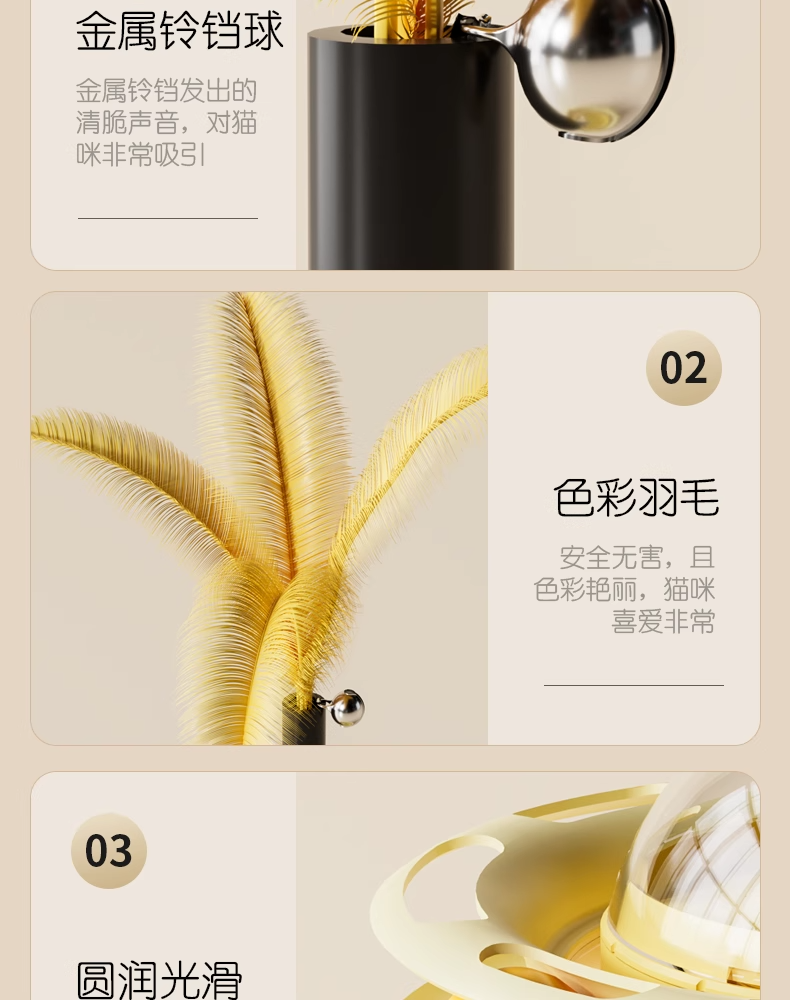 金属铃铛球
金属铃铛发出的
清脆声音，对猫
咪非常吸引
02
色彩羽毛
安全无害，且
色彩艳丽，猫咪
喜爱非常
03
圆润光滑